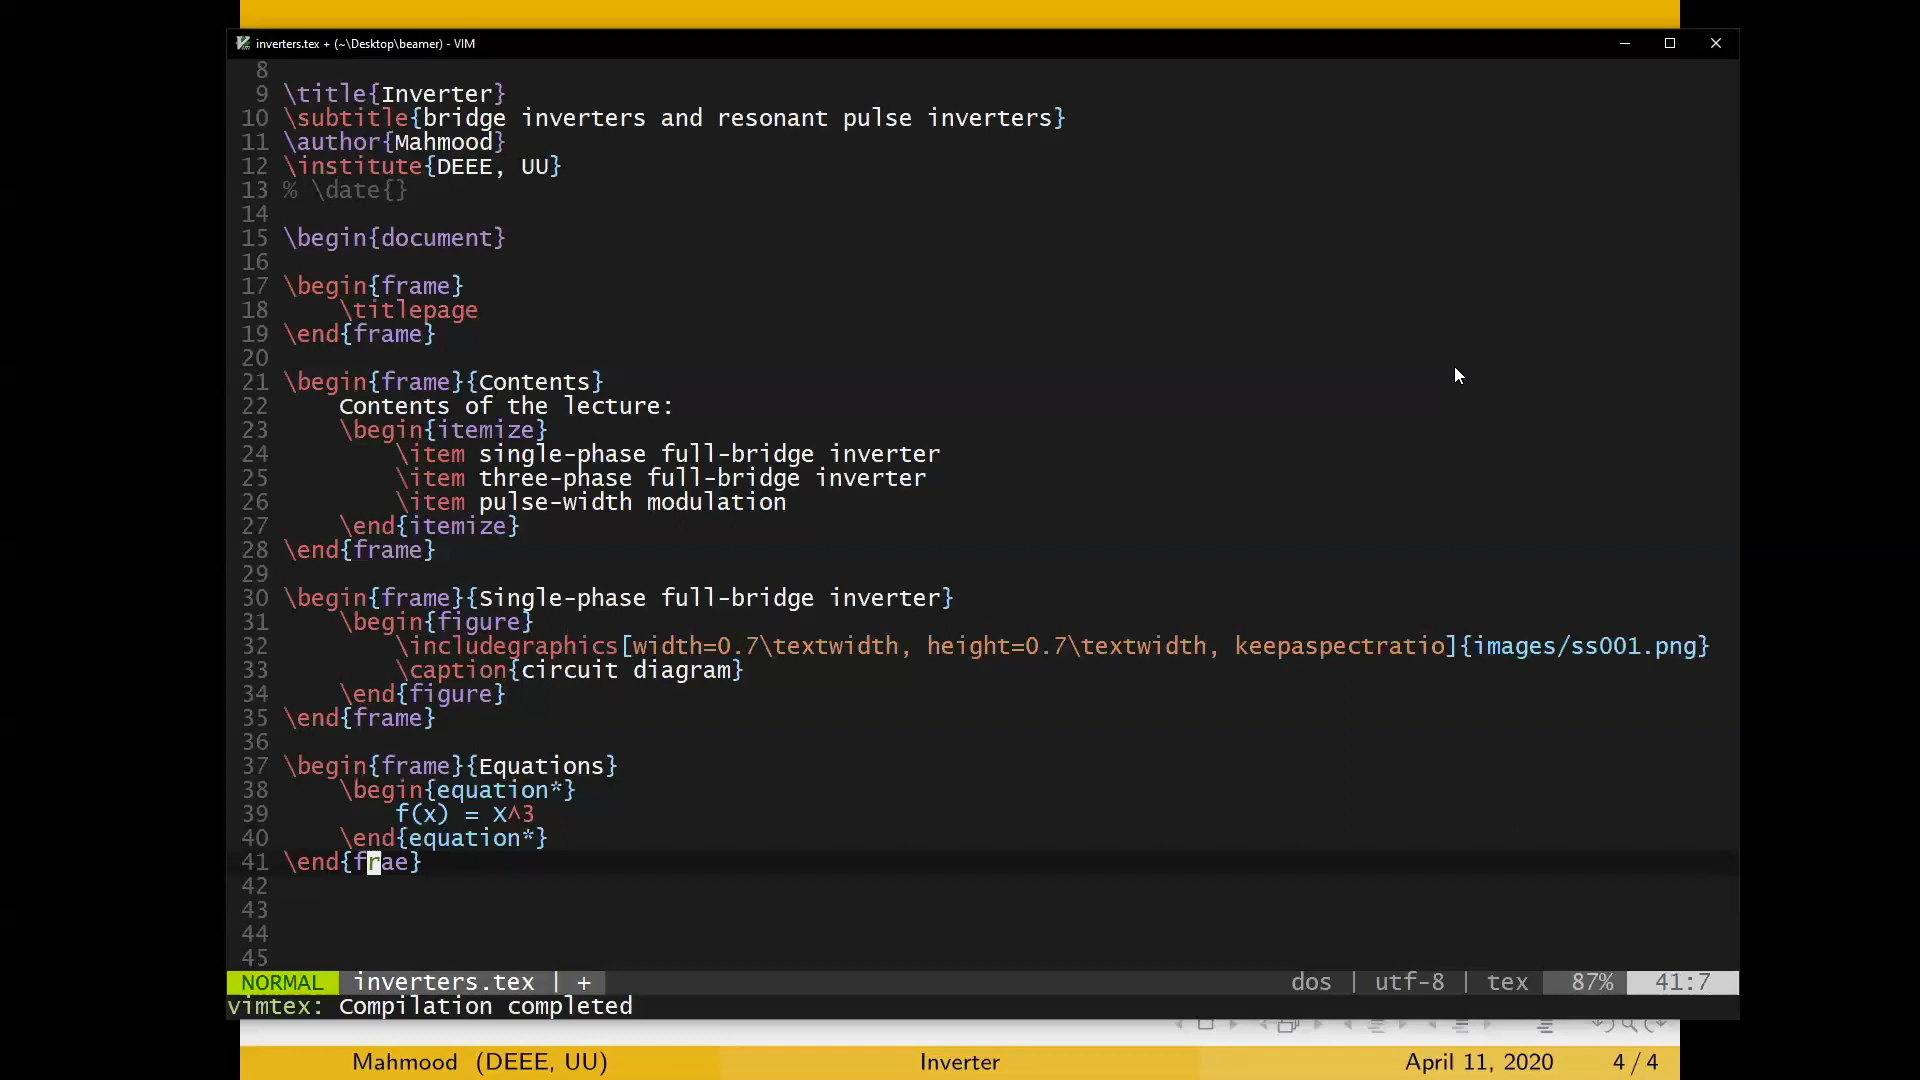 inverters.tex + (~\Desktop\beamer) - VIM
8
9 \title{Inverter}
10 \subtitle{bridge inverters and resonant pulse inverters}
11 \author{Mahmood}
12 \institute{DEEE, UU}
13 % \date{}
14
15 \begin{document}
16
17 \begin{frame}
18     \titlepage
19 \end{frame}
20
21 \begin{frame}{Contents}
22     Contents of the lecture:
23     \begin{itemize}
24         \item single-phase full-bridge inverter
25         \item three-phase full-bridge inverter
26         \item pulse-width modulation
27     \end{itemize}
28 \end{frame}
29
30 \begin{frame}{Single-phase full-bridge inverter}
31     \begin{figure}
32         \includegraphics[width=0.7\textwidth, height=0.7\textwidth, keepaspectratio]{images/ss001.png}
33         \caption{circuit diagram}
34     \end{figure}
35 \end{frame}
36
37 \begin{frame}{Equations}
38     \begin{equation*}
39         f(x) = X^3
40     \end{equation*}
41 \end{frae}
42
43
44
45
NORMAL inverters.tex | + dos | utf-8 | tex 87% 41:7
vimtex: Compilation completed
Mahmood (DEEE, UU) Inverter April 11, 2020 4 / 4